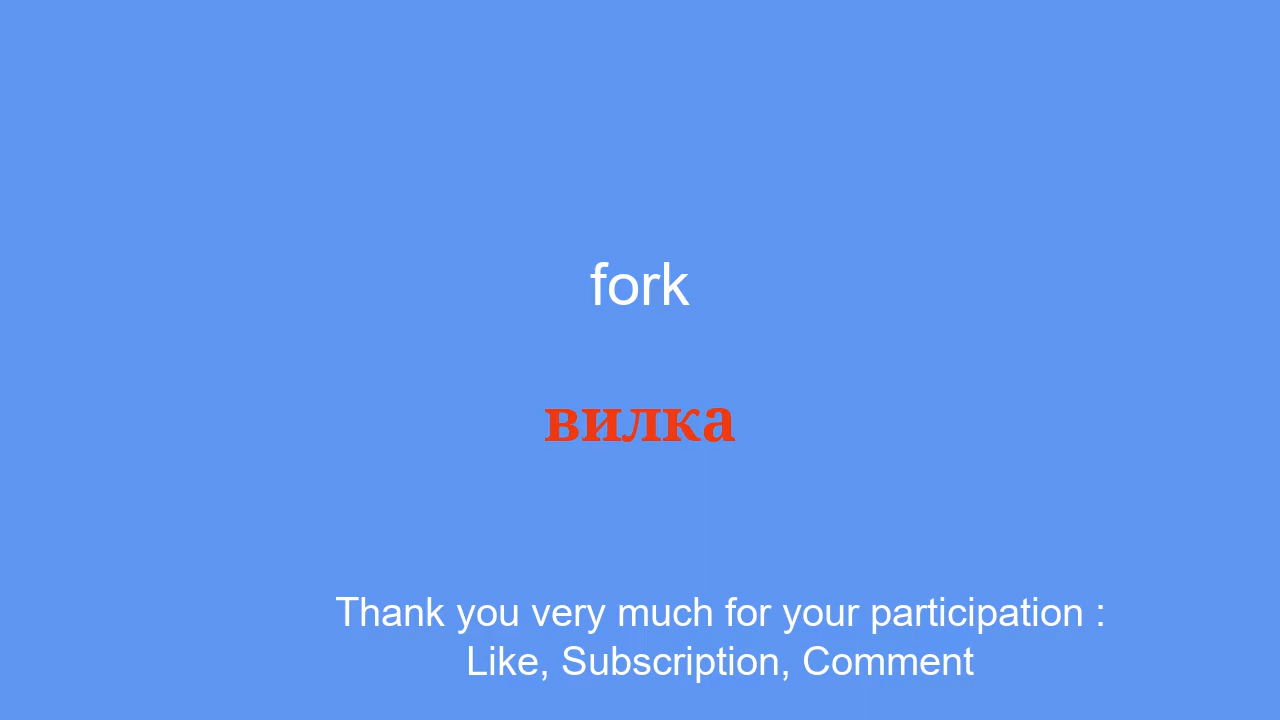 fork
вилка
Thank you very much for your participation :
Like, Subscription, Comment